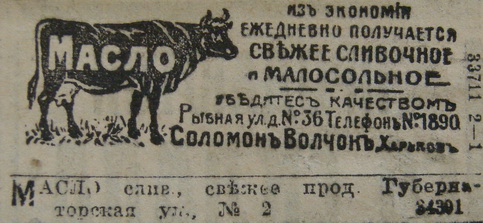 ИЗЪ ЭКОНОМІИ
ЕЖЕДНЕВНО ПОЛУЧАЕТСЯ
МАСЛО
СВѢЖЕЕ СЛИВОЧНОЕ
и МАЛОСОЛЬНОЕ
УБѢДИТЕСЬ КАЧЕСТВОМЪ
РЫБНАЯ УЛ. Д. № 36 ТЕЛЕФОНЪ № 1890
СОЛОМОНЪ ВОЛЧОКЪ, ХАРЬКОВЪ
33711 2—1
МАСЛО слив., свѣжее прод. Губерна-
торская ул., № 2 34301